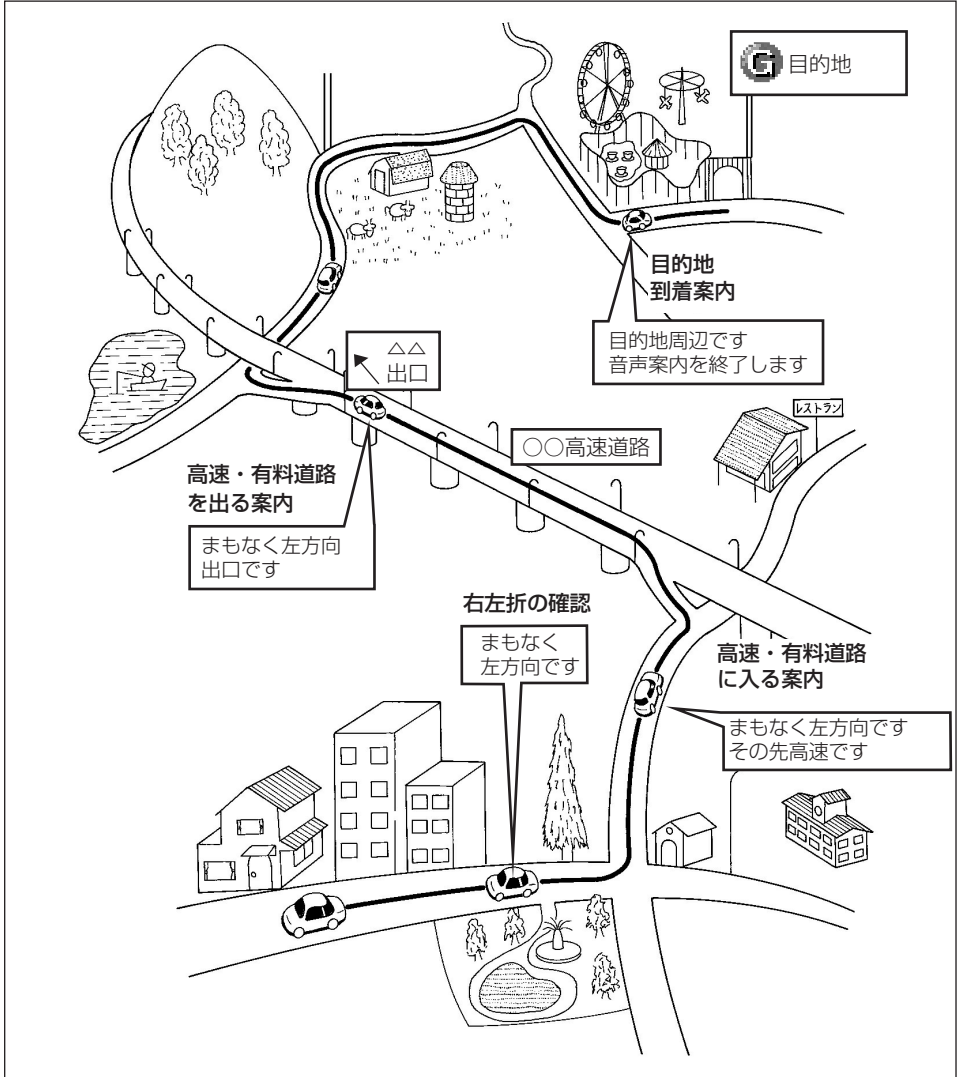 G 目的地
目的地
到着案内
目的地周辺です
音声案内を終了します
△△
出口
レストラン
○○高速道路
高速・有料道路
を出る案内
まもなく左方向
出口です
右左折の確認
まもなく
左方向です
高速・有料道路
に入る案内
まもなく左方向です
その先高速です